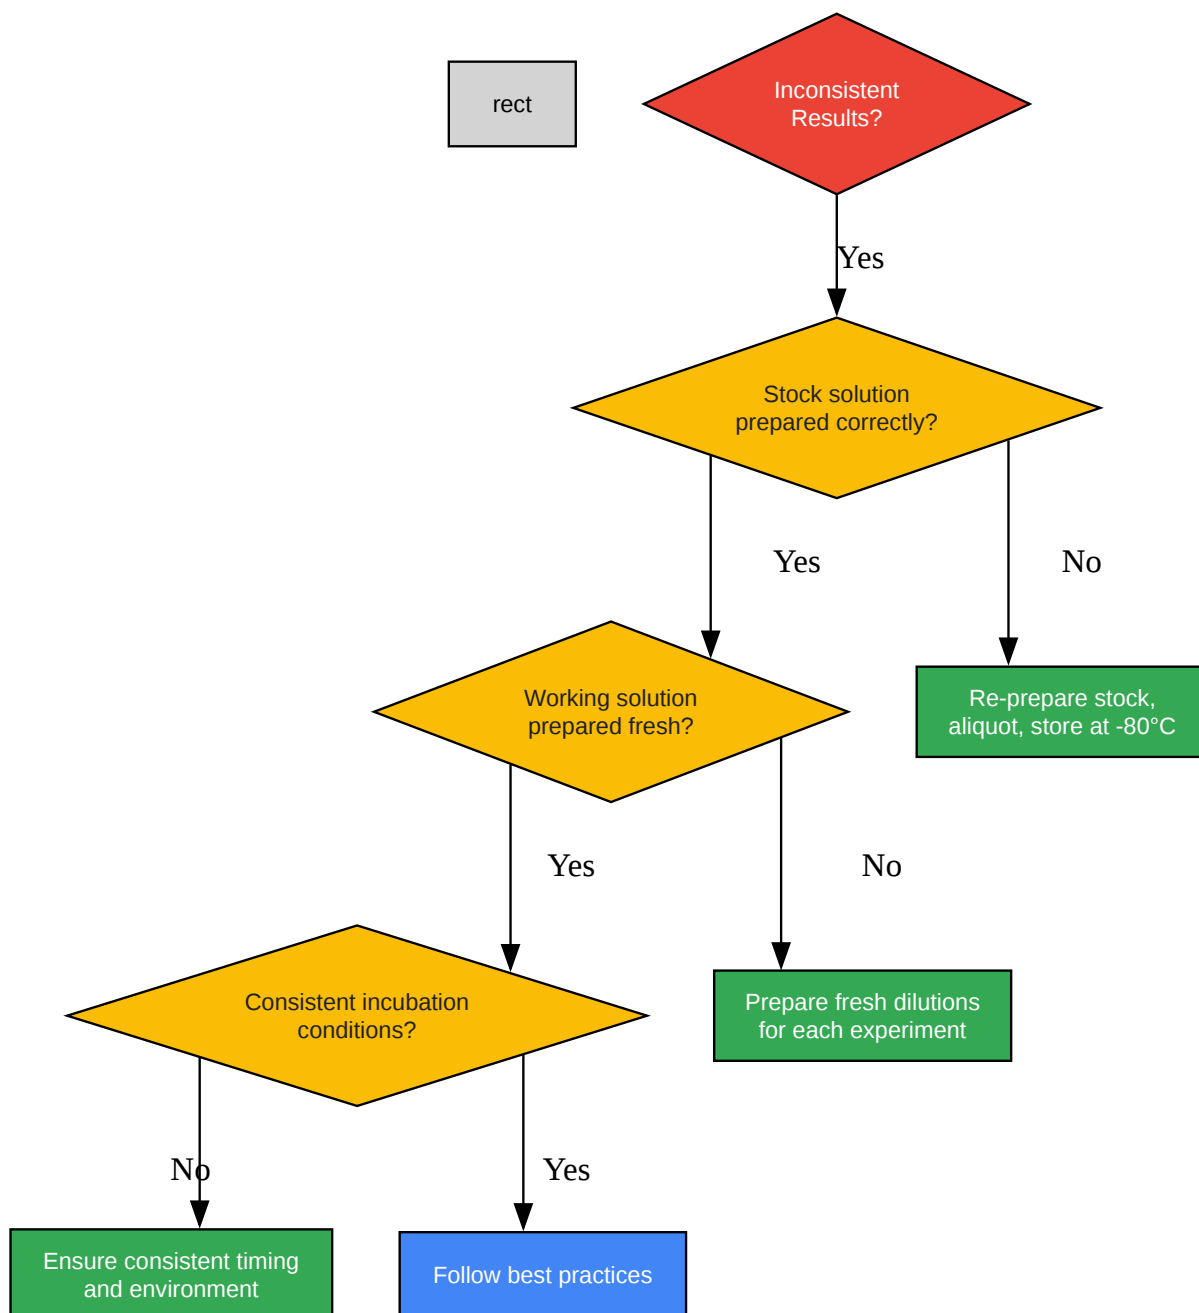 rect
Inconsistent
Results?
Yes
Stock solution
prepared correctly?
Yes
No
Working solution
prepared fresh?
Re-prepare stock,
aliquot, store at -80°C
Yes
No
Consistent incubation
conditions?
Prepare fresh dilutions
for each experiment
No
Yes
Ensure consistent timing
and environment
Follow best practices